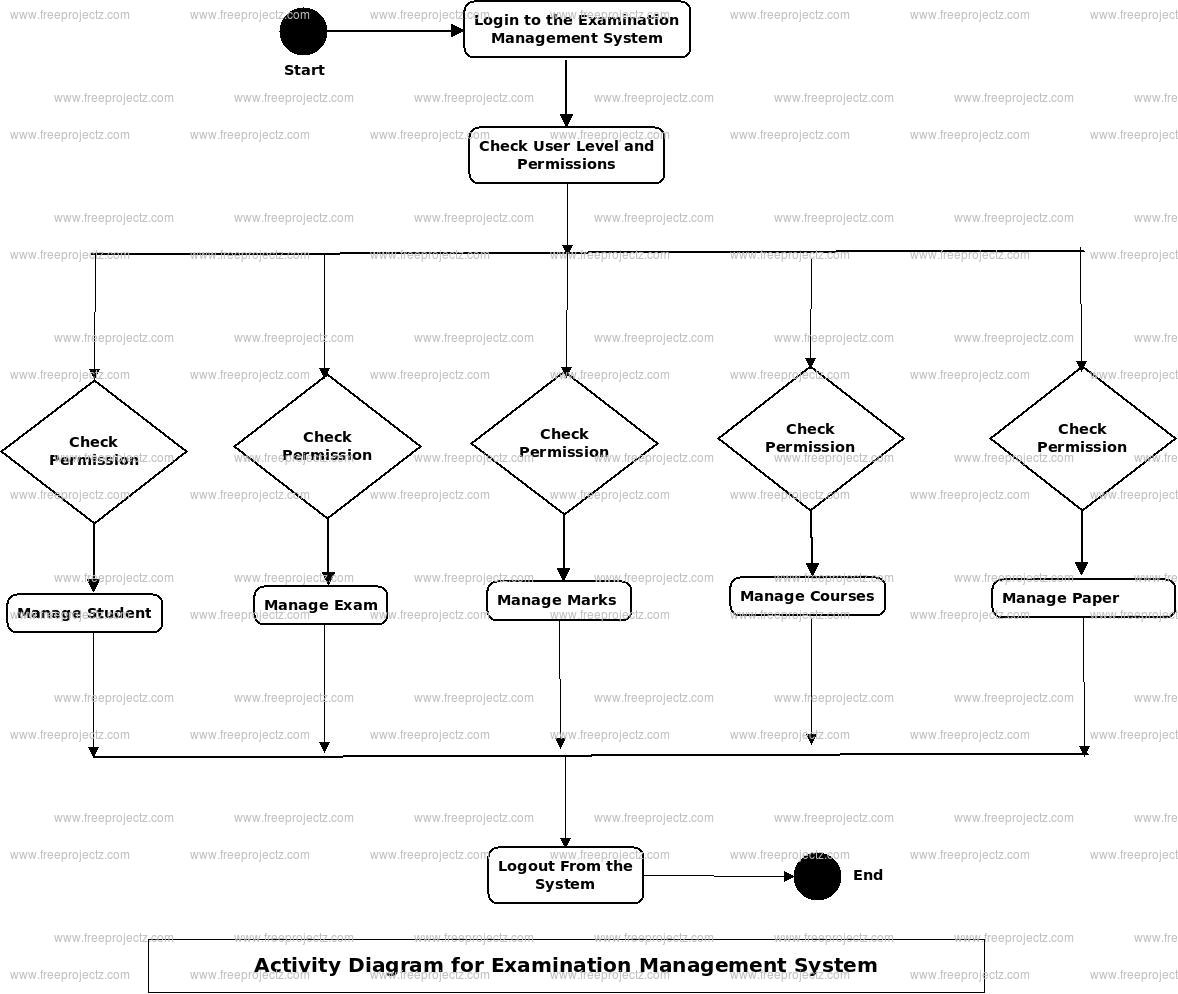 www.freeprojectz.com
Login to the Examination
Management System
Start
Check User Level and
Permissions
Check
Permission
Check
Permission
Check
Permission
Check
Permission
Check
Permission
Manage Student
Manage Exam
Manage Marks
Manage Courses
Manage Paper
Logout From the
System
End
Activity Diagram for Examination Management System